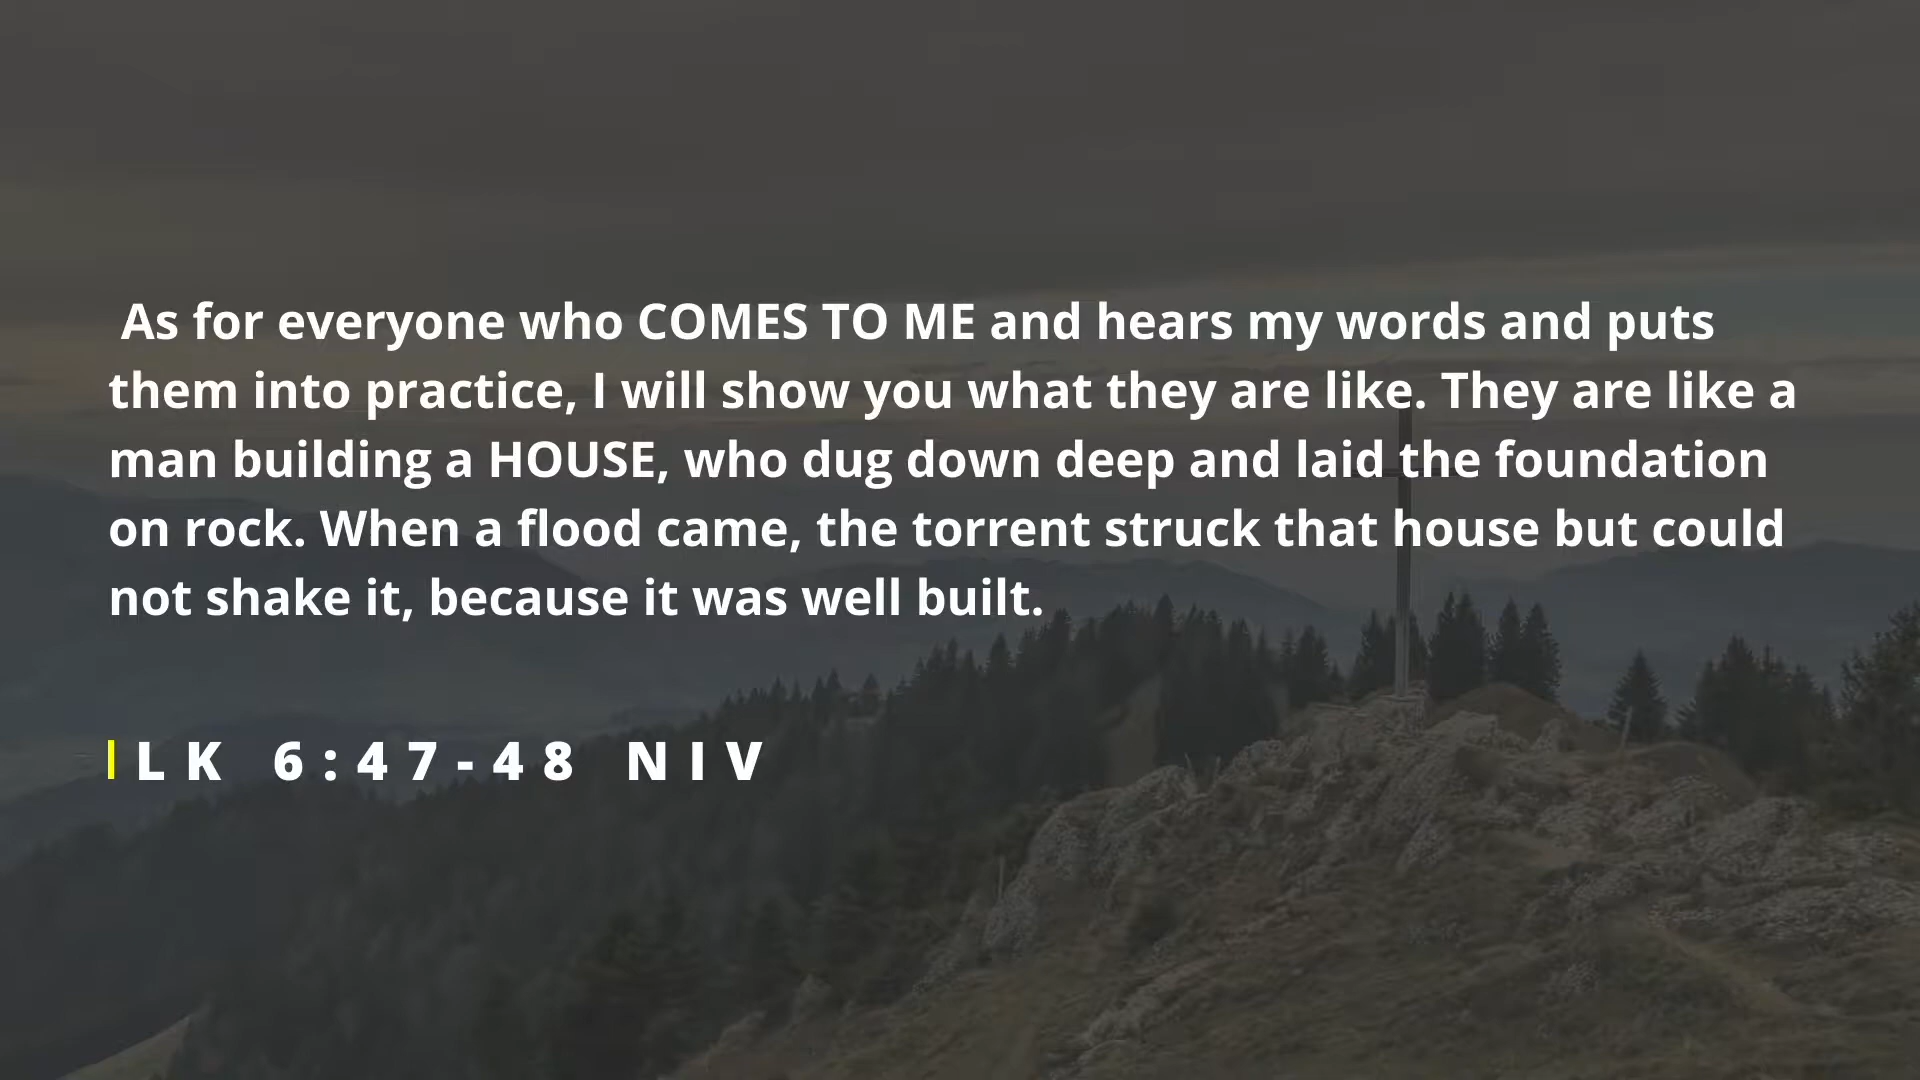 As for everyone who COMES TO ME and hears my words and puts
them into practice, I will show you what they are like. They are like a
man building a HOUSE, who dug down deep and laid the foundation
on rock. When a flood came, the torrent struck that house but could
not shake it, because it was well built.
LK 6:47-48 NIV